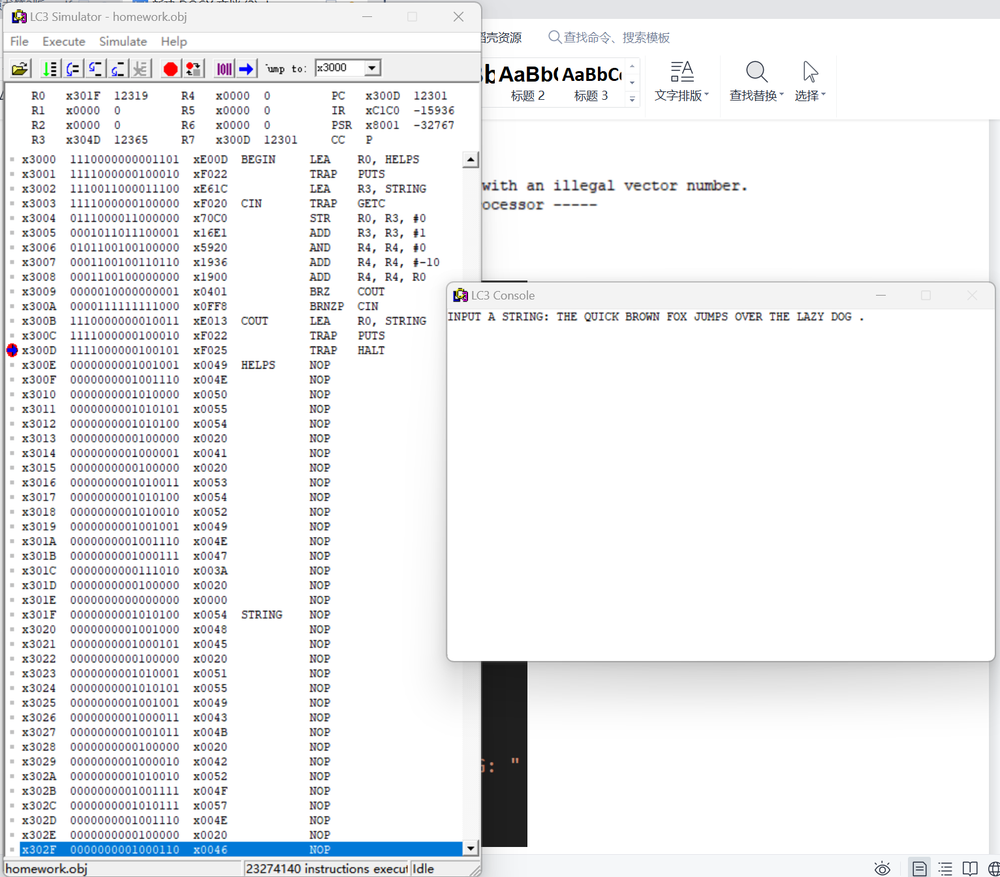 LC3 Simulator - homework.obj
File Execute Simulate Help
Jump to: x3000
R0 x301F 12319 R4 x0000 0 PC x300D 12301
R1 x0000 0 R5 x0000 0 IR xC1C0 -15936
R2 x0000 0 R6 x0000 0 PSR x8001 -32767
R3 x304D 12365 R7 x300D 12301 CC P
x3000 1110000000001101 xE00D BEGIN LEA R0, HELPS
x3001 1111000000100010 xF022 TRAP PUTS
x3002 1110011000011100 xE61C LEA R3, STRING
x3003 1111000000100000 xF020 CIN TRAP GETC
x3004 0111000011000000 x70C0 STR R0, R3, #0
x3005 0001011011100001 x16E1 ADD R3, R3, #1
x3006 0101100100100000 x5920 AND R4, R4, #0
x3007 0001100100110110 x1936 ADD R4, R4, #-10
x3008 0001100100000000 x1900 ADD R4, R4, R0
x3009 0000010000000001 x0401 BRZ COUT
x300A 0000111111111000 x0FF8 BRNZP CIN
x300B 1110000000010011 xE013 COUT LEA R0, STRING
x300C 1111000000100010 xF022 TRAP PUTS
x300D 1111000000100101 xF025 TRAP HALT
x300E 0000000001001001 x0049 HELPS NOP
x300F 0000000001001110 x004E NOP
x3010 0000000001010000 x0050 NOP
x3011 0000000001010101 x0055 NOP
x3012 0000000001010100 x0054 NOP
x3013 0000000000100000 x0020 NOP
x3014 0000000001000001 x0041 NOP
x3015 0000000000100000 x0020 NOP
x3016 0000000001010011 x0053 NOP
x3017 0000000001010100 x0054 NOP
x3018 0000000001010010 x0052 NOP
x3019 0000000001001001 x0049 NOP
x301A 0000000001001110 x004E NOP
x301B 0000000001000111 x0047 NOP
x301C 0000000000111010 x003A NOP
x301D 0000000000100000 x0020 NOP
x301E 0000000000000000 x0000 NOP
x301F 0000000001010100 x0054 STRING NOP
x3020 0000000001001000 x0048 NOP
x3021 0000000001000101 x0045 NOP
x3022 0000000000100000 x0020 NOP
x3023 0000000001010001 x0051 NOP
x3024 0000000001010101 x0055 NOP
x3025 0000000001001001 x0049 NOP
x3026 0000000001000011 x0043 NOP
x3027 0000000001001011 x004B NOP
x3028 0000000000100000 x0020 NOP
x3029 0000000001000010 x0042 NOP
x302A 0000000001010010 x0052 NOP
x302B 0000000001001111 x004F NOP
x302C 0000000001010111 x0057 NOP
x302D 0000000001001110 x004E NOP
x302E 0000000000100000 x0020 NOP
x302F 0000000001000110 x0046 NOP
homework.obj 23274140 instructions execut Idle
稻壳资源 查找命令、搜索模板
AaBb( AaBbC
标题 2 标题 3 文字排版 查找替换 选择
with an illegal vector number.
ocessor -----
LC3 Console
INPUT A STRING: THE QUICK BROWN FOX JUMPS OVER THE LAZY DOG .
G: "